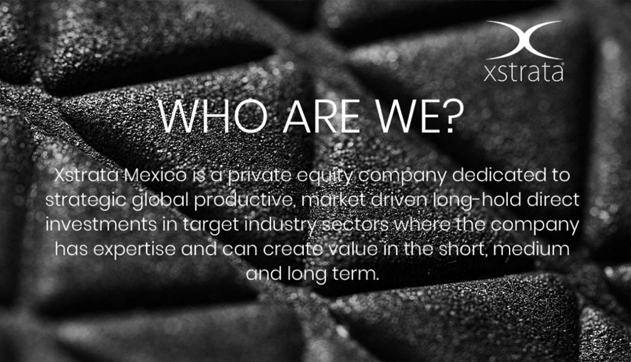 xstrata
WHO ARE WE?
Xstrata Mexico is a private equity company dedicated to
strategic global productive, market driven long-hold direct
investments in target industry sectors where the company
has expertise and can create value in the short, medium
and long term.